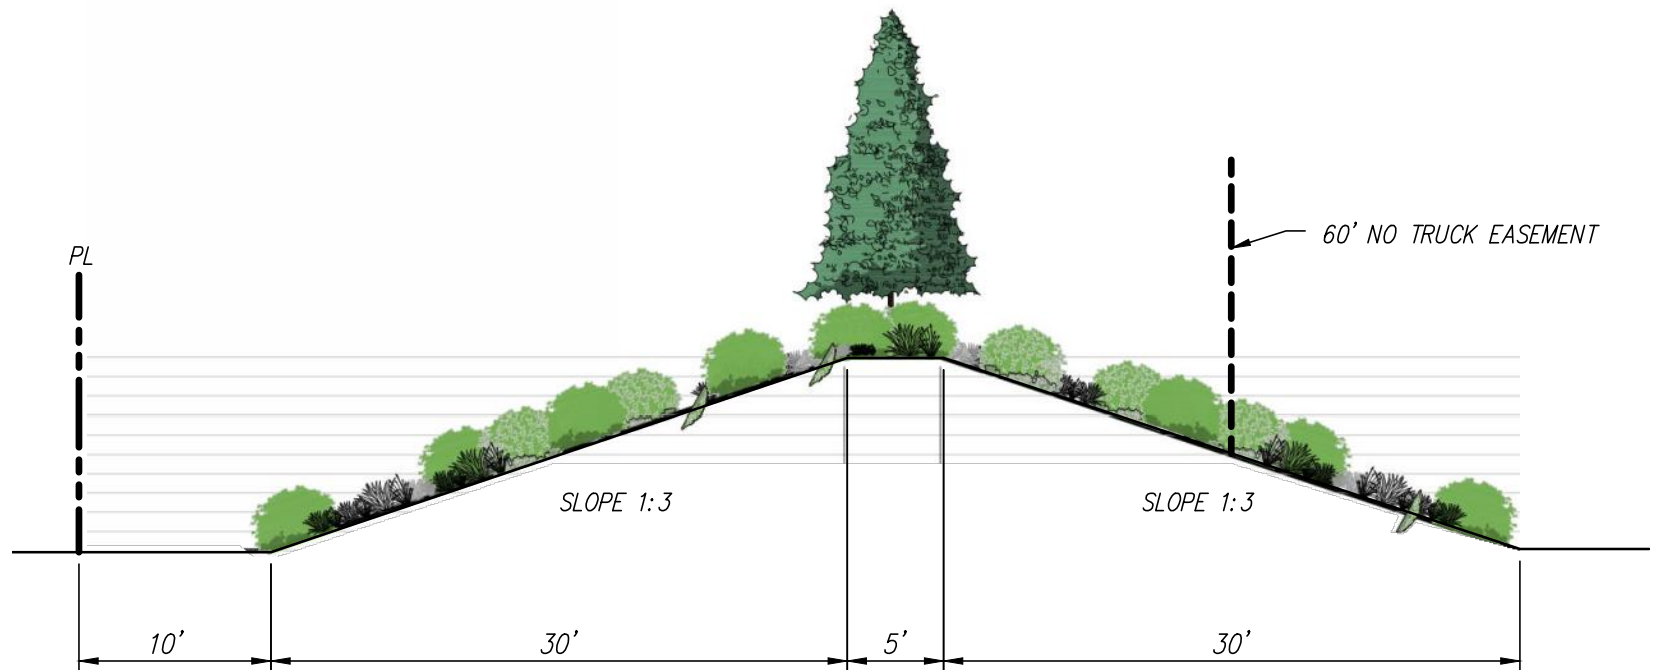 PL
60' NO TRUCK EASEMENT
SLOPE 1:3
SLOPE 1:3
10'
30'
5'
30'